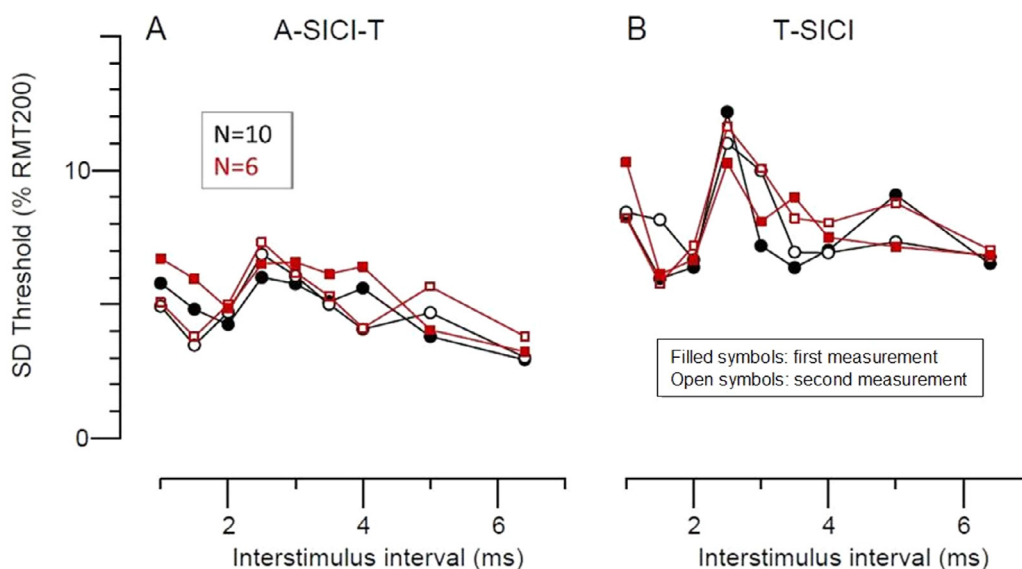 A
A-SICI-T
B
T-SICI
SD Threshold (% RMT200)
N=10
N=6
10
0
Filled symbols: first measurement
Open symbols: second measurement
2
4
6
2
4
6
Interstimulus interval (ms)
Interstimulus interval (ms)